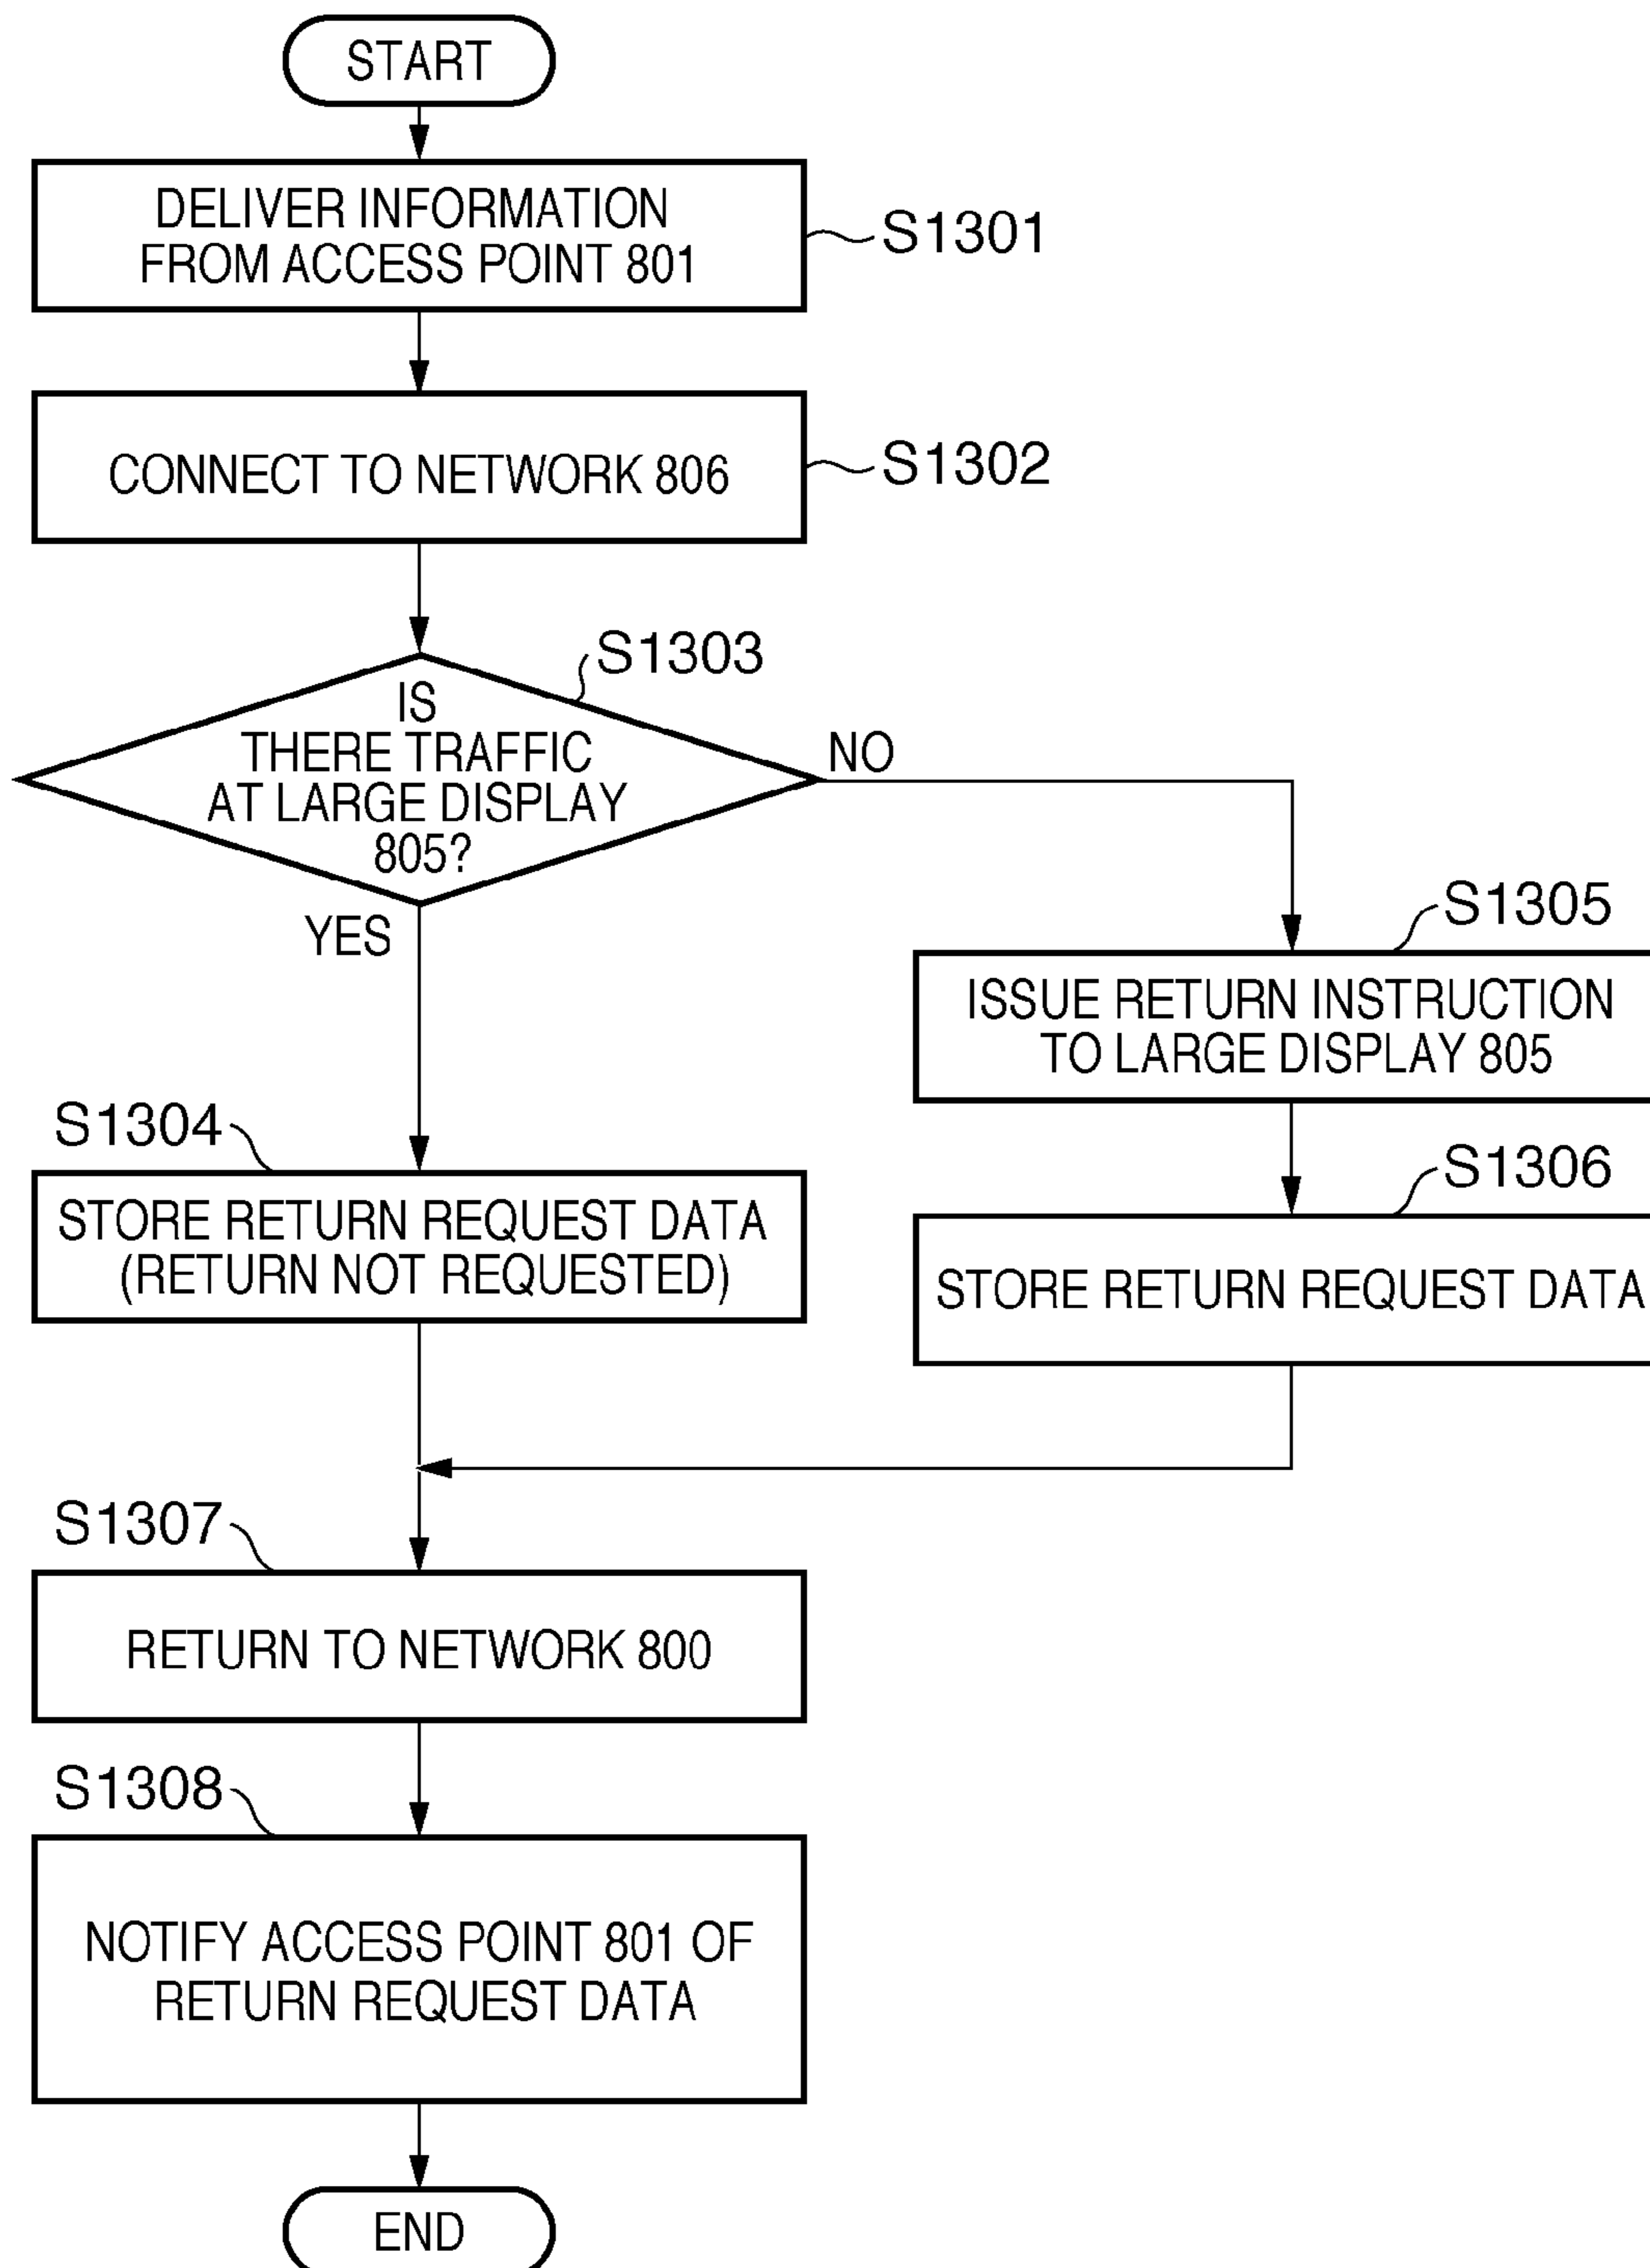 START
DELIVER INFORMATION
FROM ACCESS POINT 801
S1301
CONNECT TO NETWORK 806
S1302
S1303
IS
THERE TRAFFIC
AT LARGE DISPLAY
805?
NO
YES
S1305
ISSUE RETURN INSTRUCTION
TO LARGE DISPLAY 805
S1304
STORE RETURN REQUEST DATA
(RETURN NOT REQUESTED)
S1306
STORE RETURN REQUEST DATA
S1307
RETURN TO NETWORK 800
S1308
NOTIFY ACCESS POINT 801 OF
RETURN REQUEST DATA
END